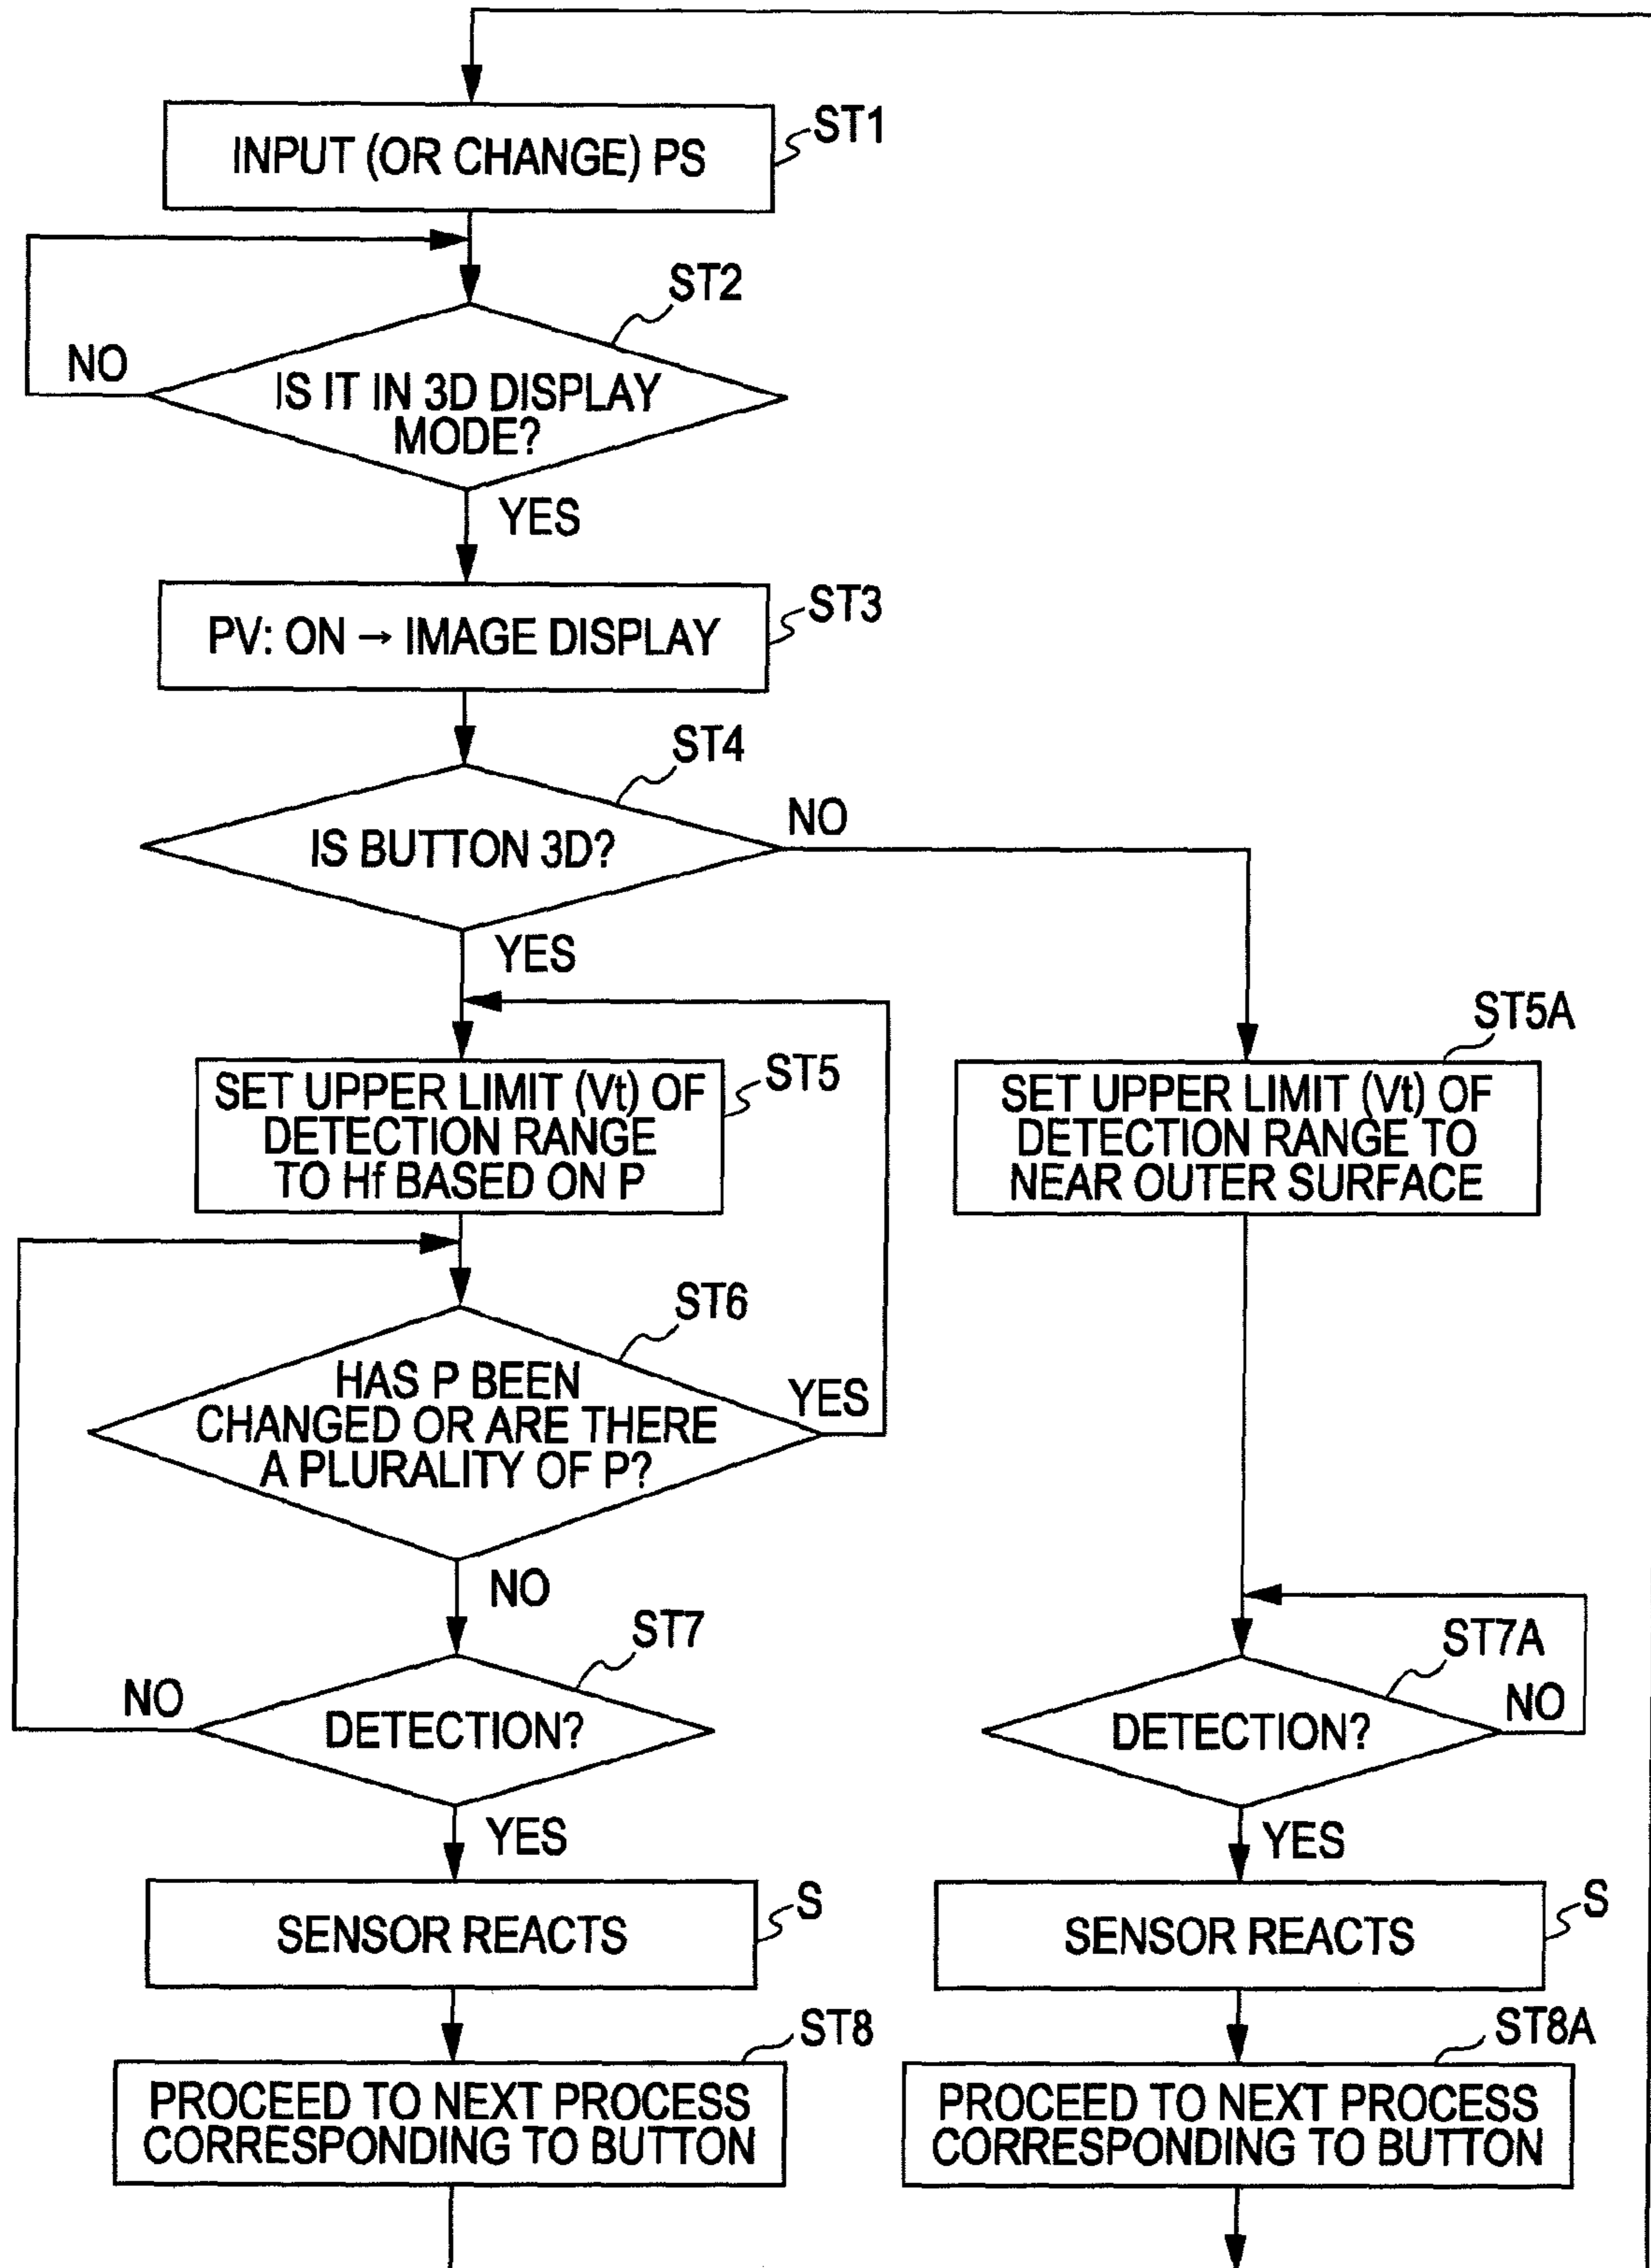 INPUT (OR CHANGE) PS
ST1
ST2
NO
IS IT IN 3D DISPLAY
MODE?
YES
PV: ON → IMAGE DISPLAY
ST3
ST4
IS BUTTON 3D?
NO
YES
SET UPPER LIMIT (Vt) OF
DETECTION RANGE
TO Hf BASED ON P
ST5
ST5A
SET UPPER LIMIT (Vt) OF
DETECTION RANGE TO
NEAR OUTER SURFACE
ST6
HAS P BEEN
CHANGED OR ARE THERE
A PLURALITY OF P?
YES
NO
ST7
NO
DETECTION?
YES
ST7A
DETECTION?
NO
YES
SENSOR REACTS
S
SENSOR REACTS
S
ST8
PROCEED TO NEXT PROCESS
CORRESPONDING TO BUTTON
ST8A
PROCEED TO NEXT PROCESS
CORRESPONDING TO BUTTON